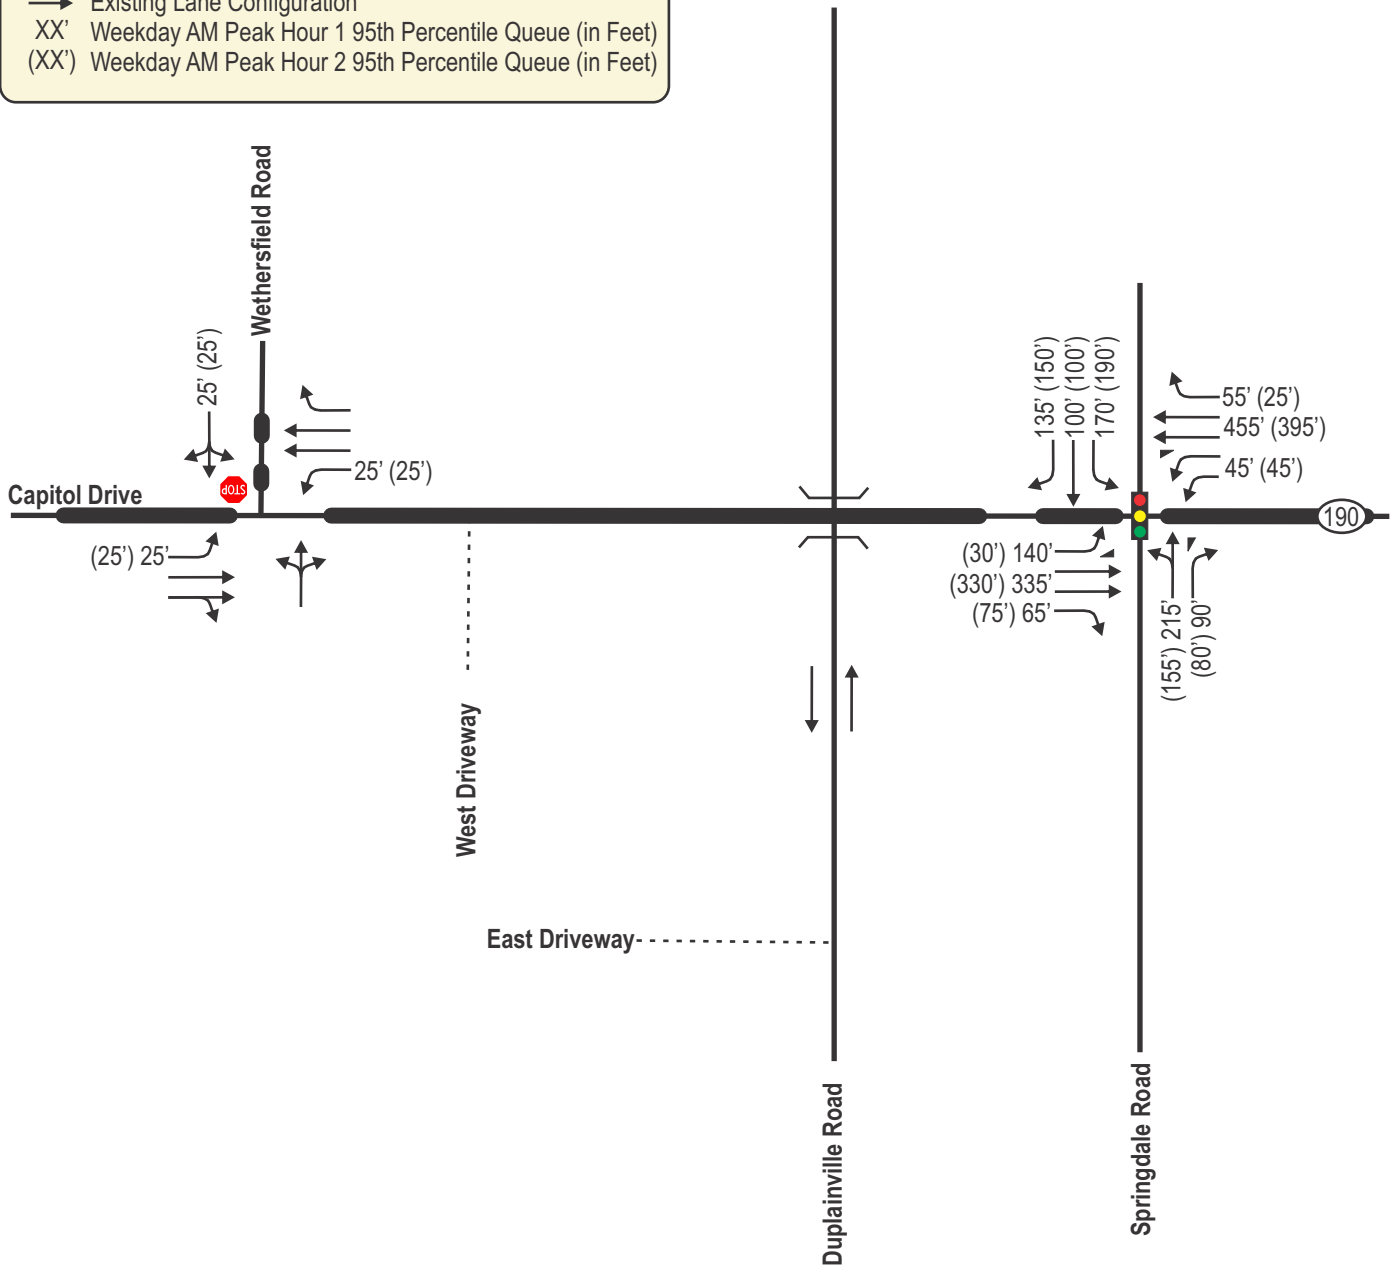 Existing Lane Configuration
XX' Weekday AM Peak Hour 1 95th Percentile Queue (in Feet)
(XX') Weekday AM Peak Hour 2 95th Percentile Queue (in Feet)
Wethersfield Road
25' (25')
25' (25')
STOP
Capitol Drive
(25') 25'
135' (150')
100' (100')
170' (190')
55' (25')
455' (395')
45' (45')
190
(30') 140'
(330') 335'
(75') 65'
(155') 215'
(80') 90'
West Driveway
East Driveway
Duplainville Road
Springdale Road